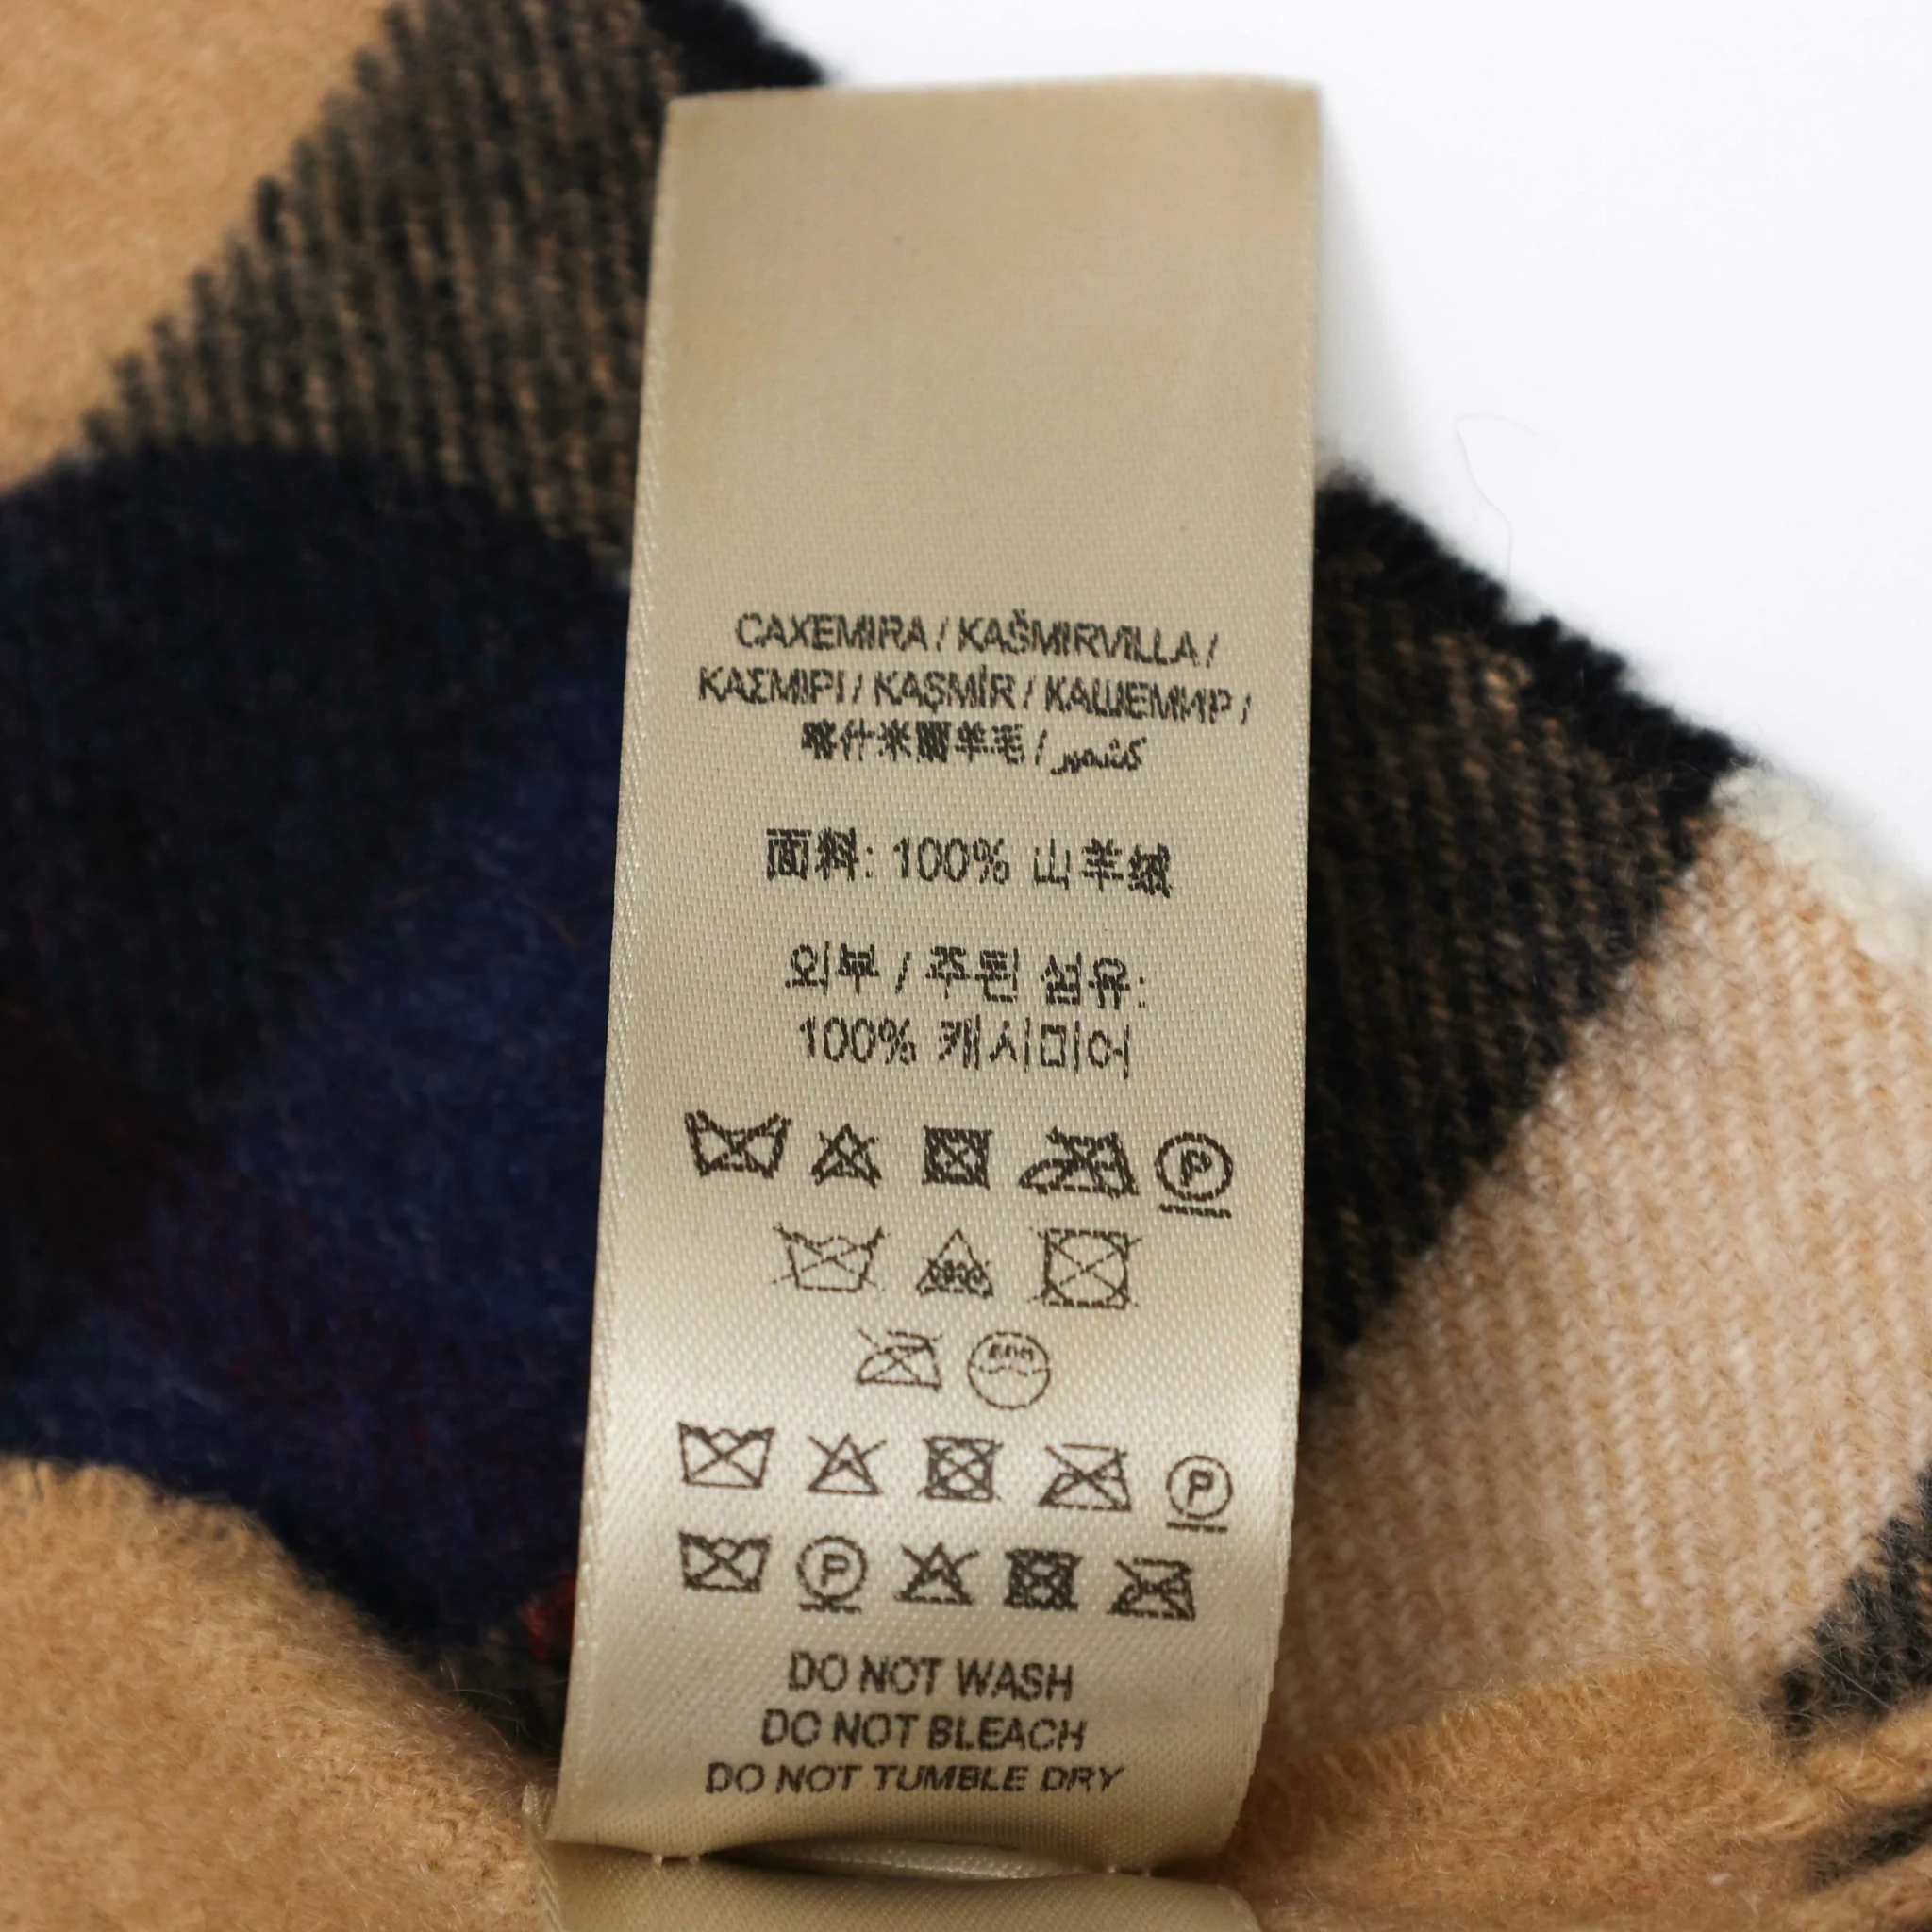 CAXEMIRA / KAŠMIRVILLA /
ΚΑΣΜΙΡΙ / KAŞMİR / КАШЕМИР /
喀什米爾羊毛 / كشمير
面料: 100% 山羊绒
외부 / 주된 섬유:
100% 캐시미어
P
P
P
DO NOT WASH
DO NOT BLEACH
DO NOT TUMBLE DRY